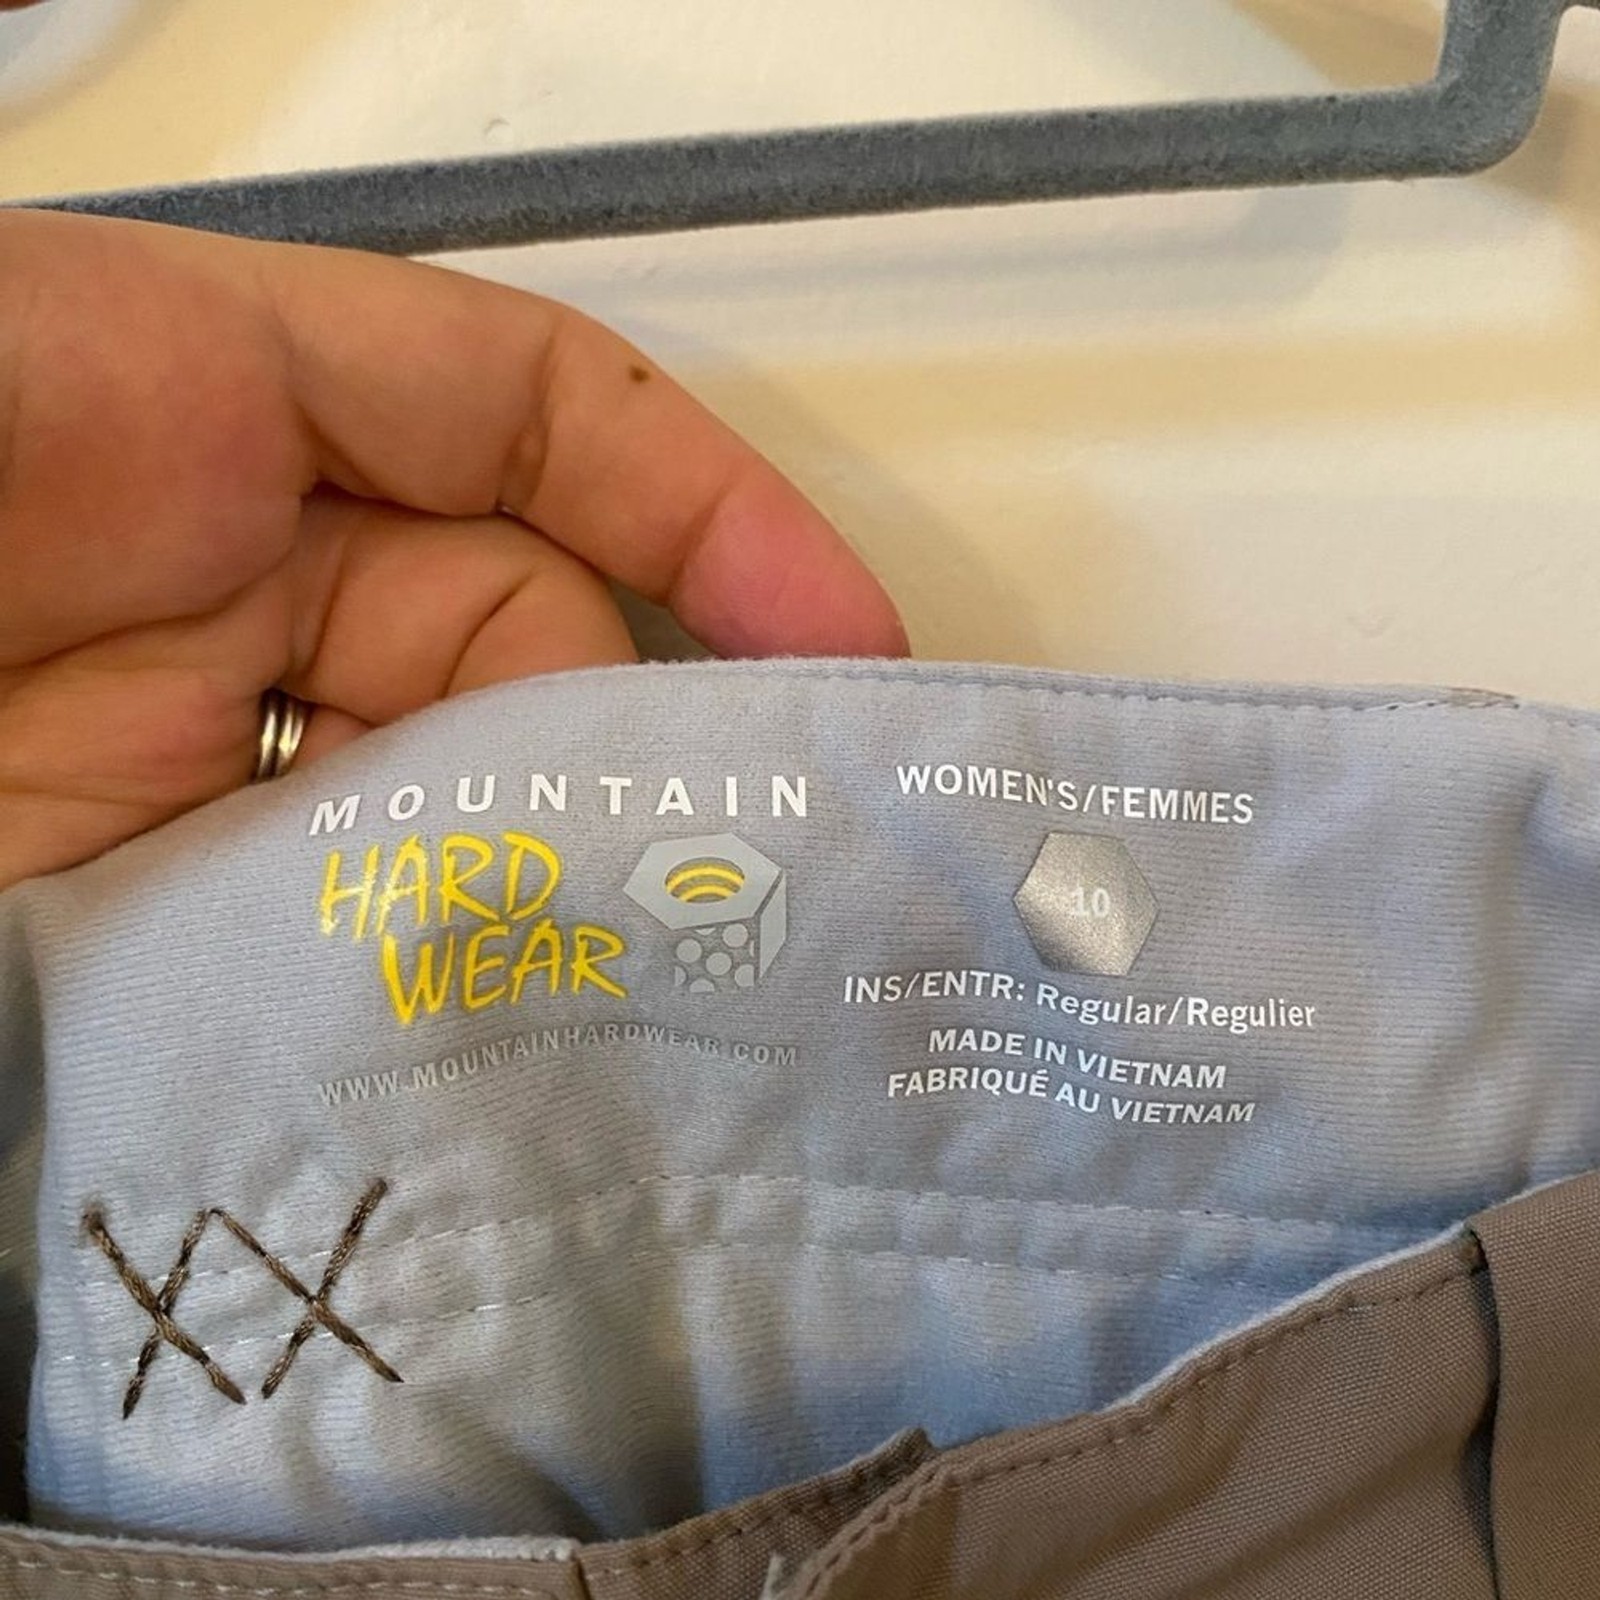 MOUNTAIN
HARD
WEAR
WWW.MOUNTAINHARDWEAR.COM
WOMEN'S/FEMMES
10
INS/ENTR: Regular/Regulier
MADE IN VIETNAM
FABRIQUÉ AU VIETNAM